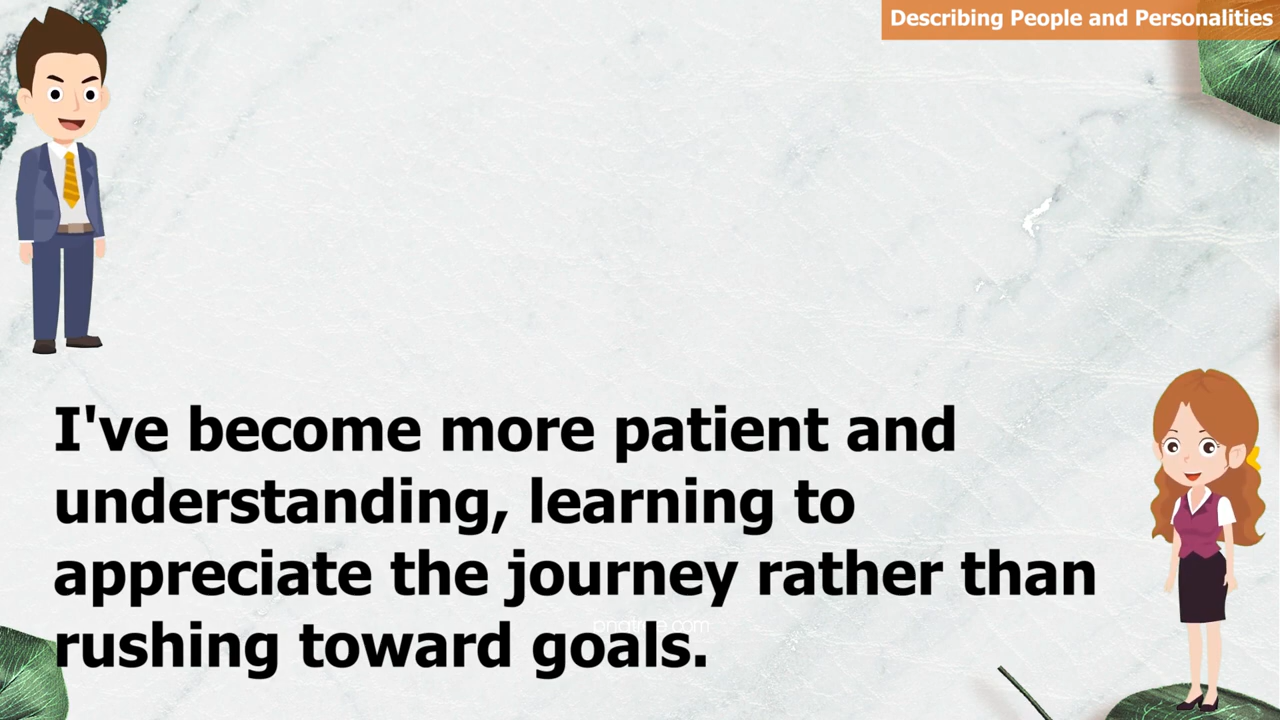 Describing People and Personalities
I've become more patient and
understanding, learning to
appreciate the journey rather than
rushing toward goals.